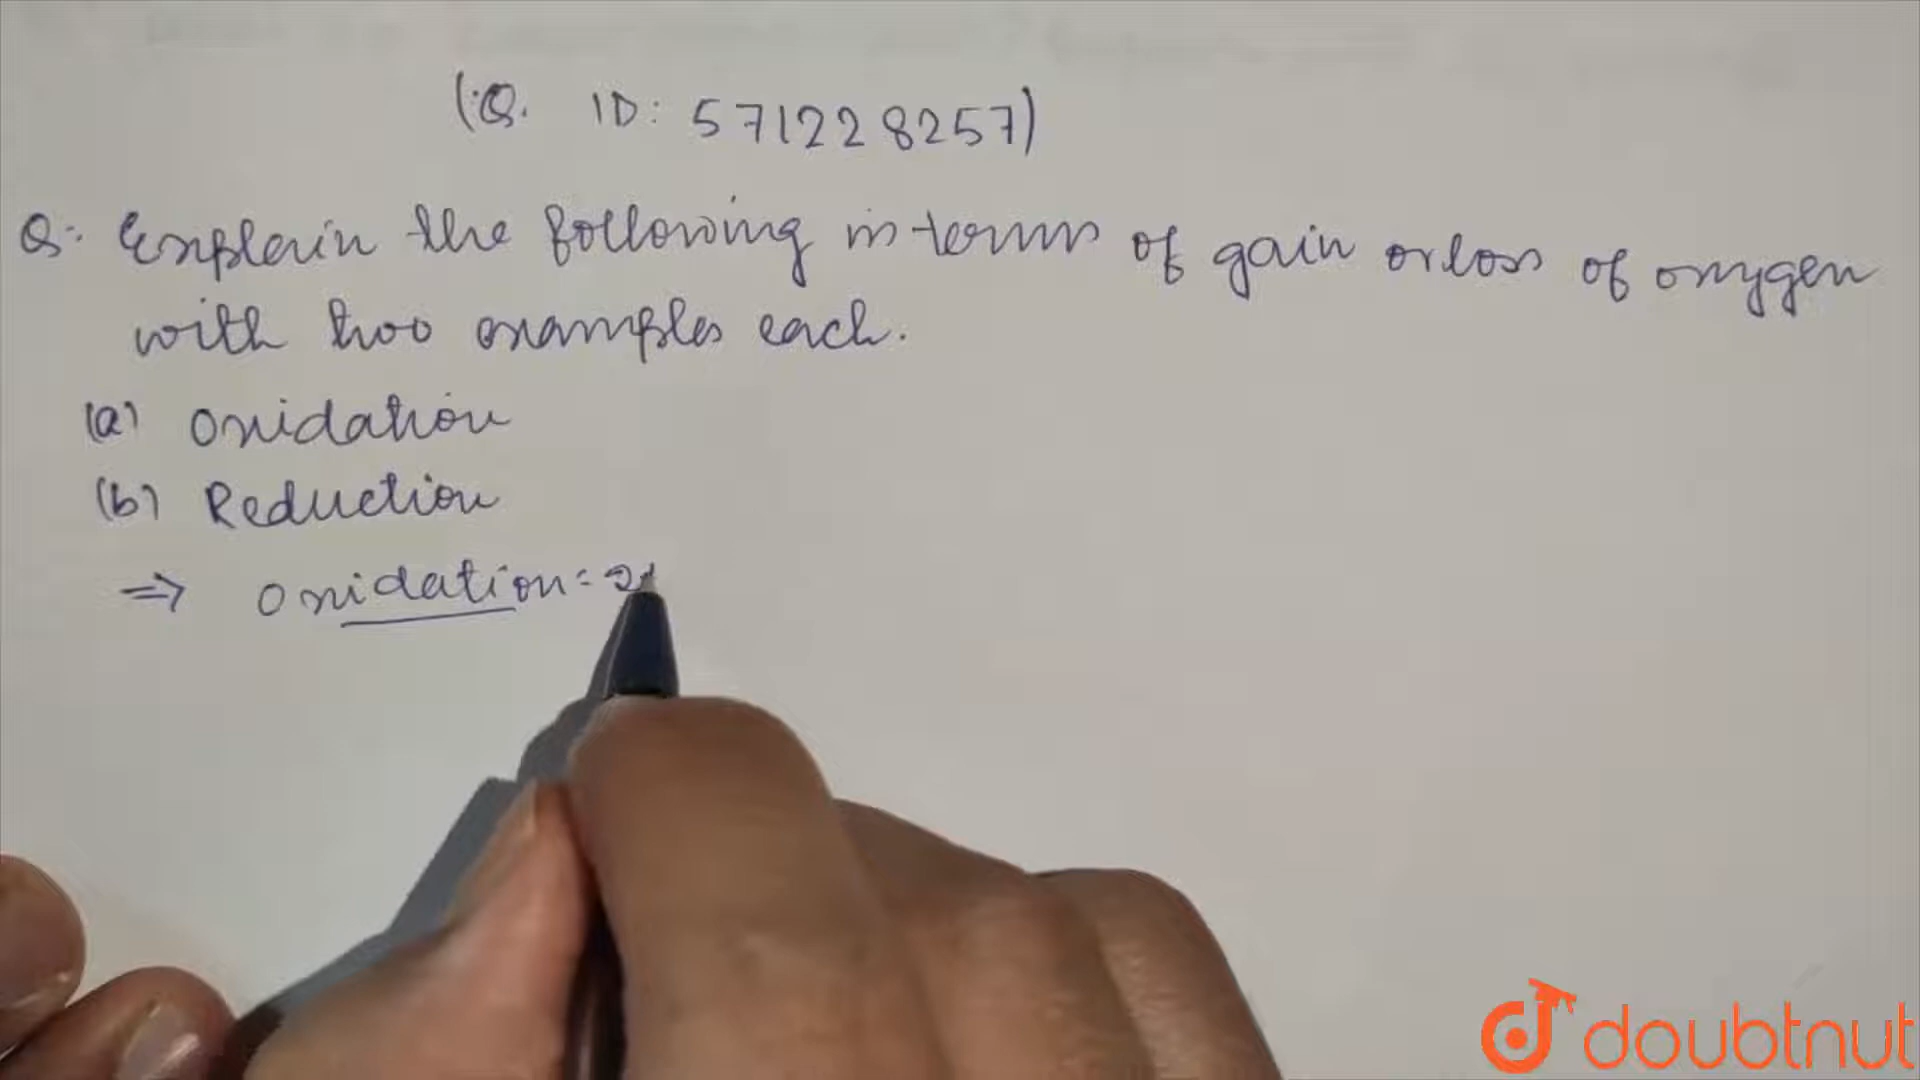 (Q. ID: 571228257)
Q: Explain the following in terms of gain or loss of oxygen
with two examples each.
(a) Oxidation
(b) Reduction
⇒ Oxidation:
doubtnut